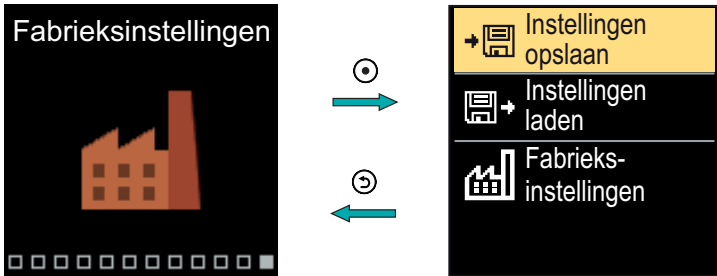 Fabrieksinstellingen
Instellingen
opslaan
Instellingen
laden
Fabrieks-
instellingen